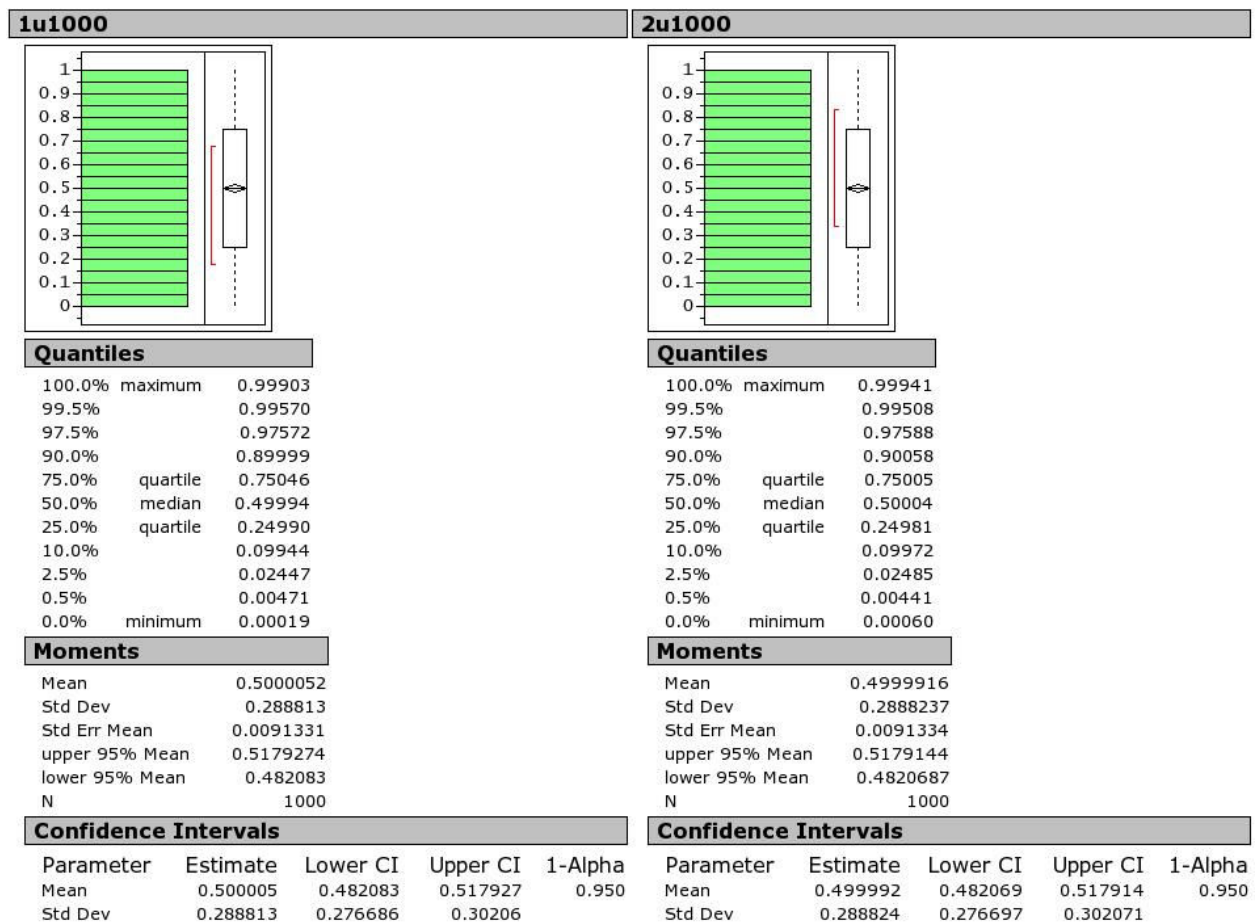 1u1000
1
0.9
0.8
0.7
0.6
0.5
0.4
0.3
0.2
0.1
0
Quantiles
100.0% maximum 0.99903
99.5% 0.99570
97.5% 0.97572
90.0% 0.89999
75.0% quartile 0.75046
50.0% median 0.49994
25.0% quartile 0.24990
10.0% 0.09944
2.5% 0.02447
0.5% 0.00471
0.0% minimum 0.00019
Moments
Mean 0.5000052
Std Dev 0.288813
Std Err Mean 0.0091331
upper 95% Mean 0.5179274
lower 95% Mean 0.482083
N 1000
Confidence Intervals
Parameter Estimate Lower CI Upper CI 1-Alpha
Mean 0.500005 0.482083 0.517927 0.950
Std Dev 0.288813 0.276686 0.30206
2u1000
1
0.9
0.8
0.7
0.6
0.5
0.4
0.3
0.2
0.1
0
Quantiles
100.0% maximum 0.99941
99.5% 0.99508
97.5% 0.97588
90.0% 0.90058
75.0% quartile 0.75005
50.0% median 0.50004
25.0% quartile 0.24981
10.0% 0.09972
2.5% 0.02485
0.5% 0.00441
0.0% minimum 0.00060
Moments
Mean 0.4999916
Std Dev 0.2888237
Std Err Mean 0.0091334
upper 95% Mean 0.5179144
lower 95% Mean 0.4820687
N 1000
Confidence Intervals
Parameter Estimate Lower CI Upper CI 1-Alpha
Mean 0.499992 0.482069 0.517914 0.950
Std Dev 0.288824 0.276697 0.302071